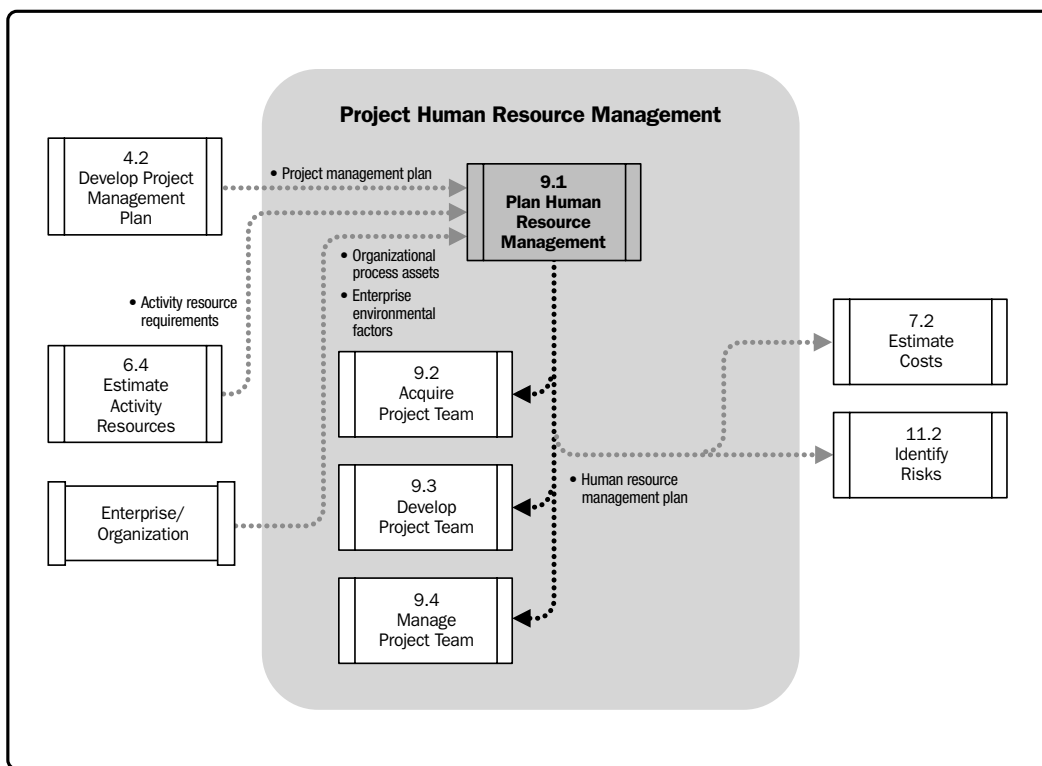 Project Human Resource Management
4.2
Develop Project
Management
Plan
• Project management plan
9.1
Plan Human
Resource
Management
• Organizational
process assets
• Enterprise
environmental
factors
• Activity resource
requirements
6.4
Estimate
Activity
Resources
9.2
Acquire
Project Team
7.2
Estimate
Costs
11.2
Identify
Risks
Enterprise/
Organization
9.3
Develop
Project Team
• Human resource
management plan
9.4
Manage
Project Team